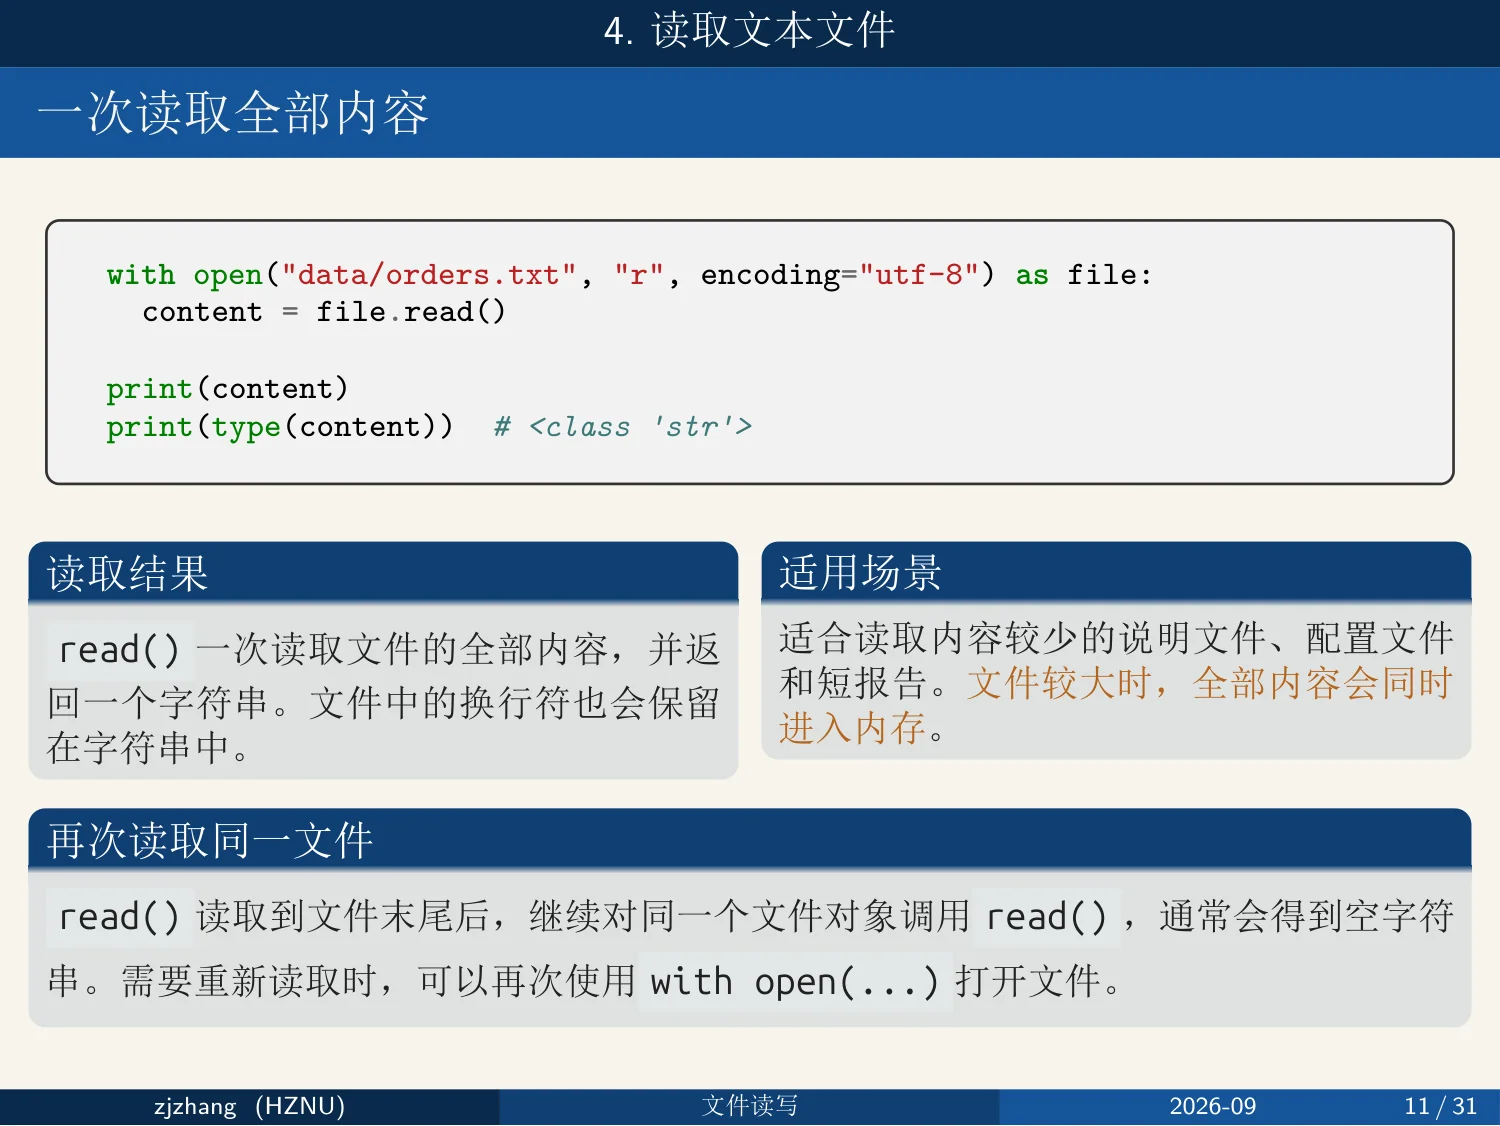 4. 读取文本文件
一次读取全部内容
with open("data/orders.txt", "r", encoding="utf-8") as file:
  content = file.read()

print(content)
print(type(content))  # <class 'str'>
读取结果
read() 一次读取文件的全部内容，并返
回一个字符串。文件中的换行符也会保留
在字符串中。
适用场景
适合读取内容较少的说明文件、配置文件
和短报告。文件较大时，全部内容会同时
进入内存。
再次读取同一文件
read() 读取到文件末尾后，继续对同一个文件对象调用 read() ，通常会得到空字符
串。需要重新读取时，可以再次使用 with open(...) 打开文件。
zjzhang (HZNU) 文件读写 2026-09 11 / 31